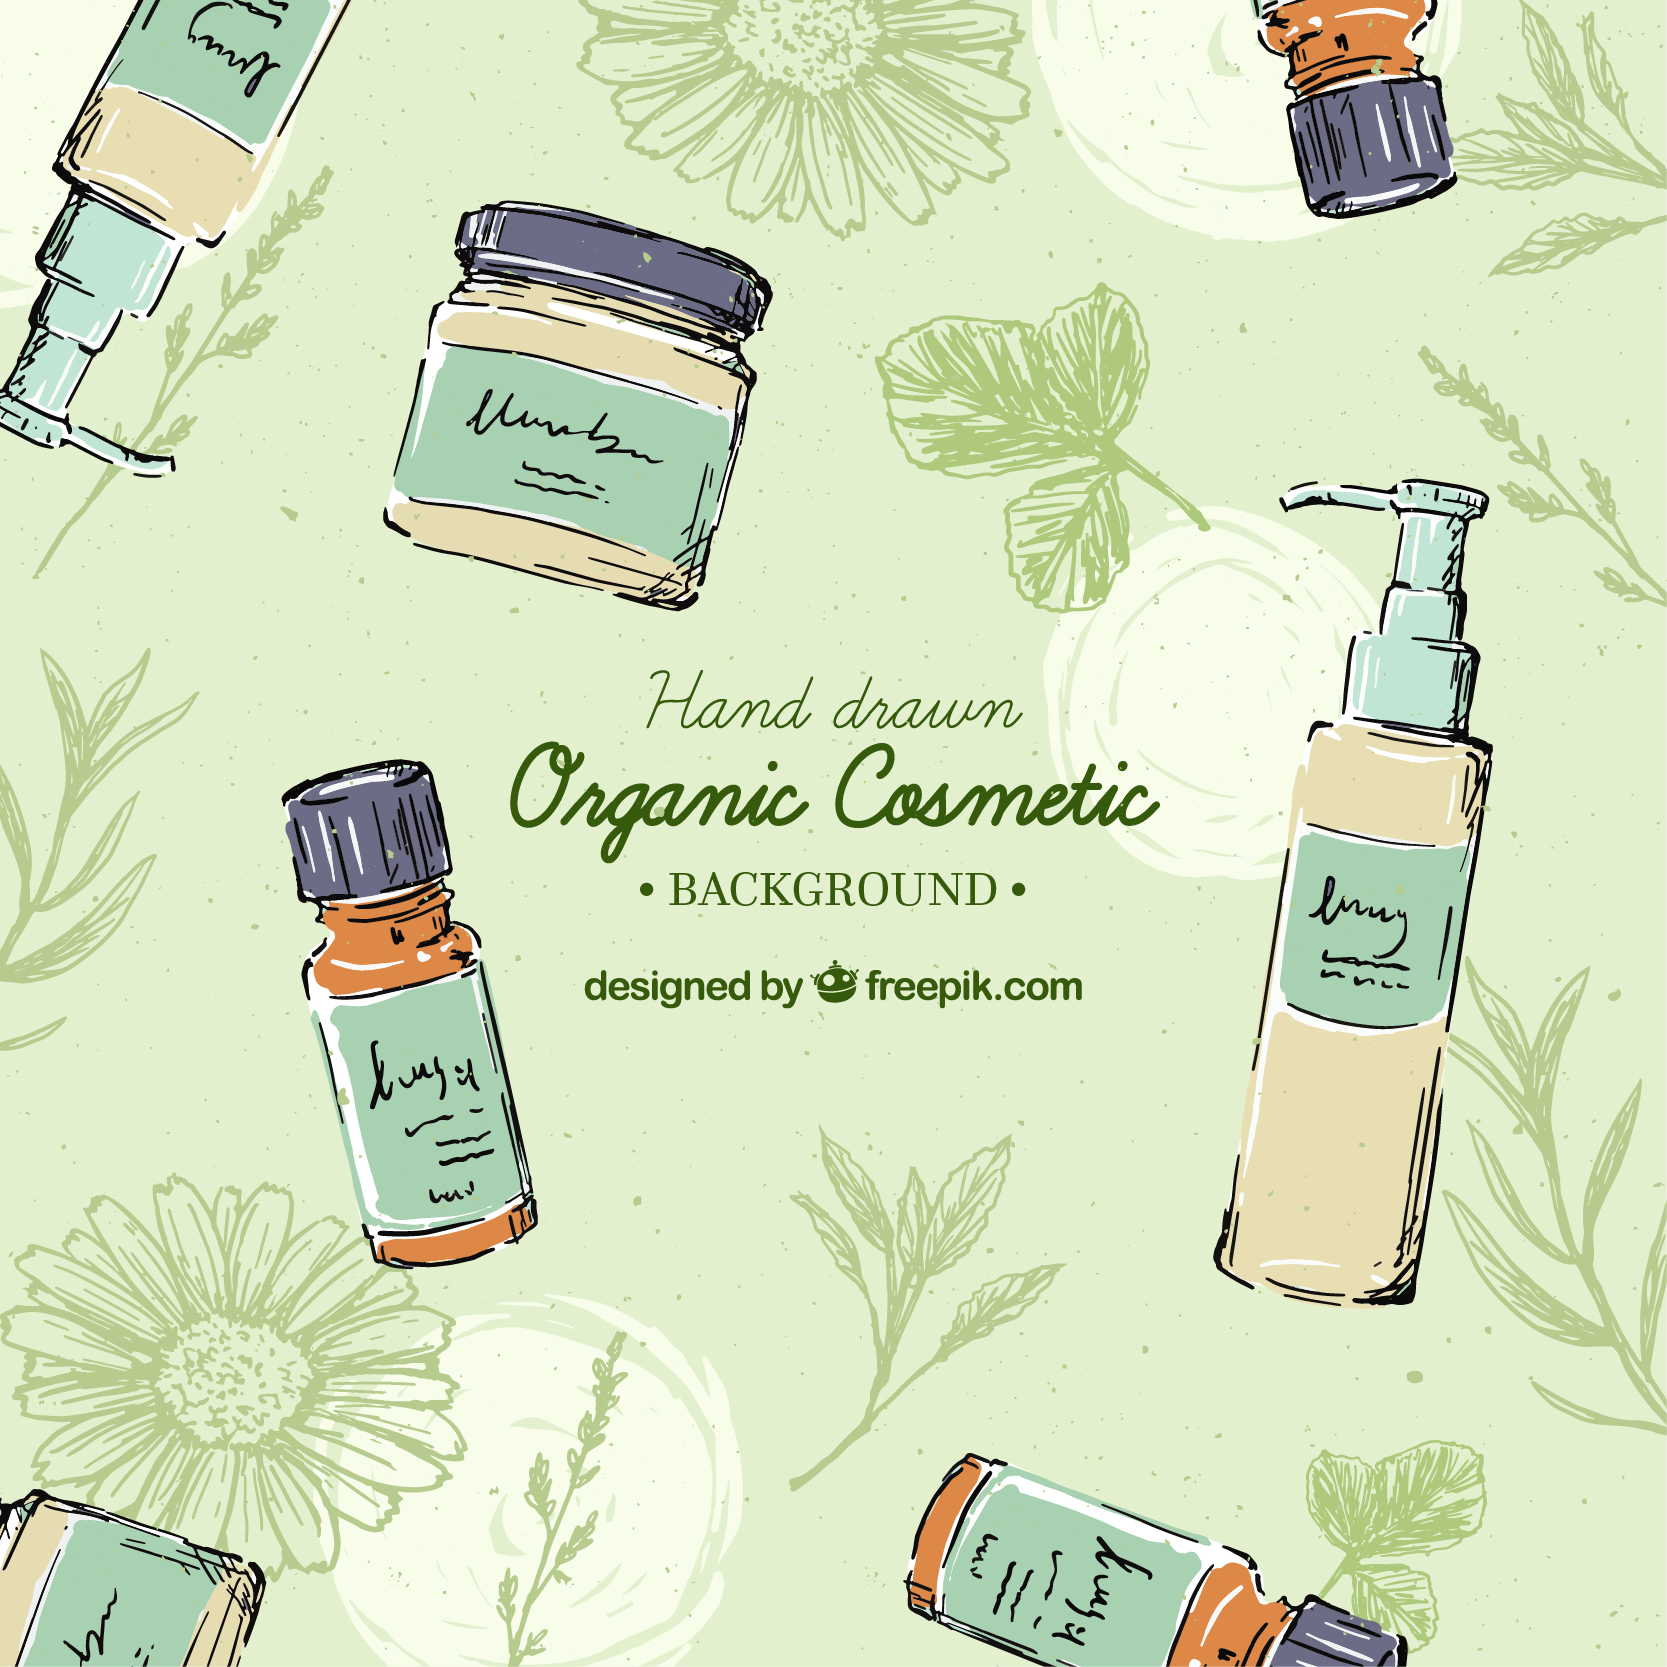 Hand drawn
Organic Cosmetic
• BACKGROUND •
designed by freepik.com